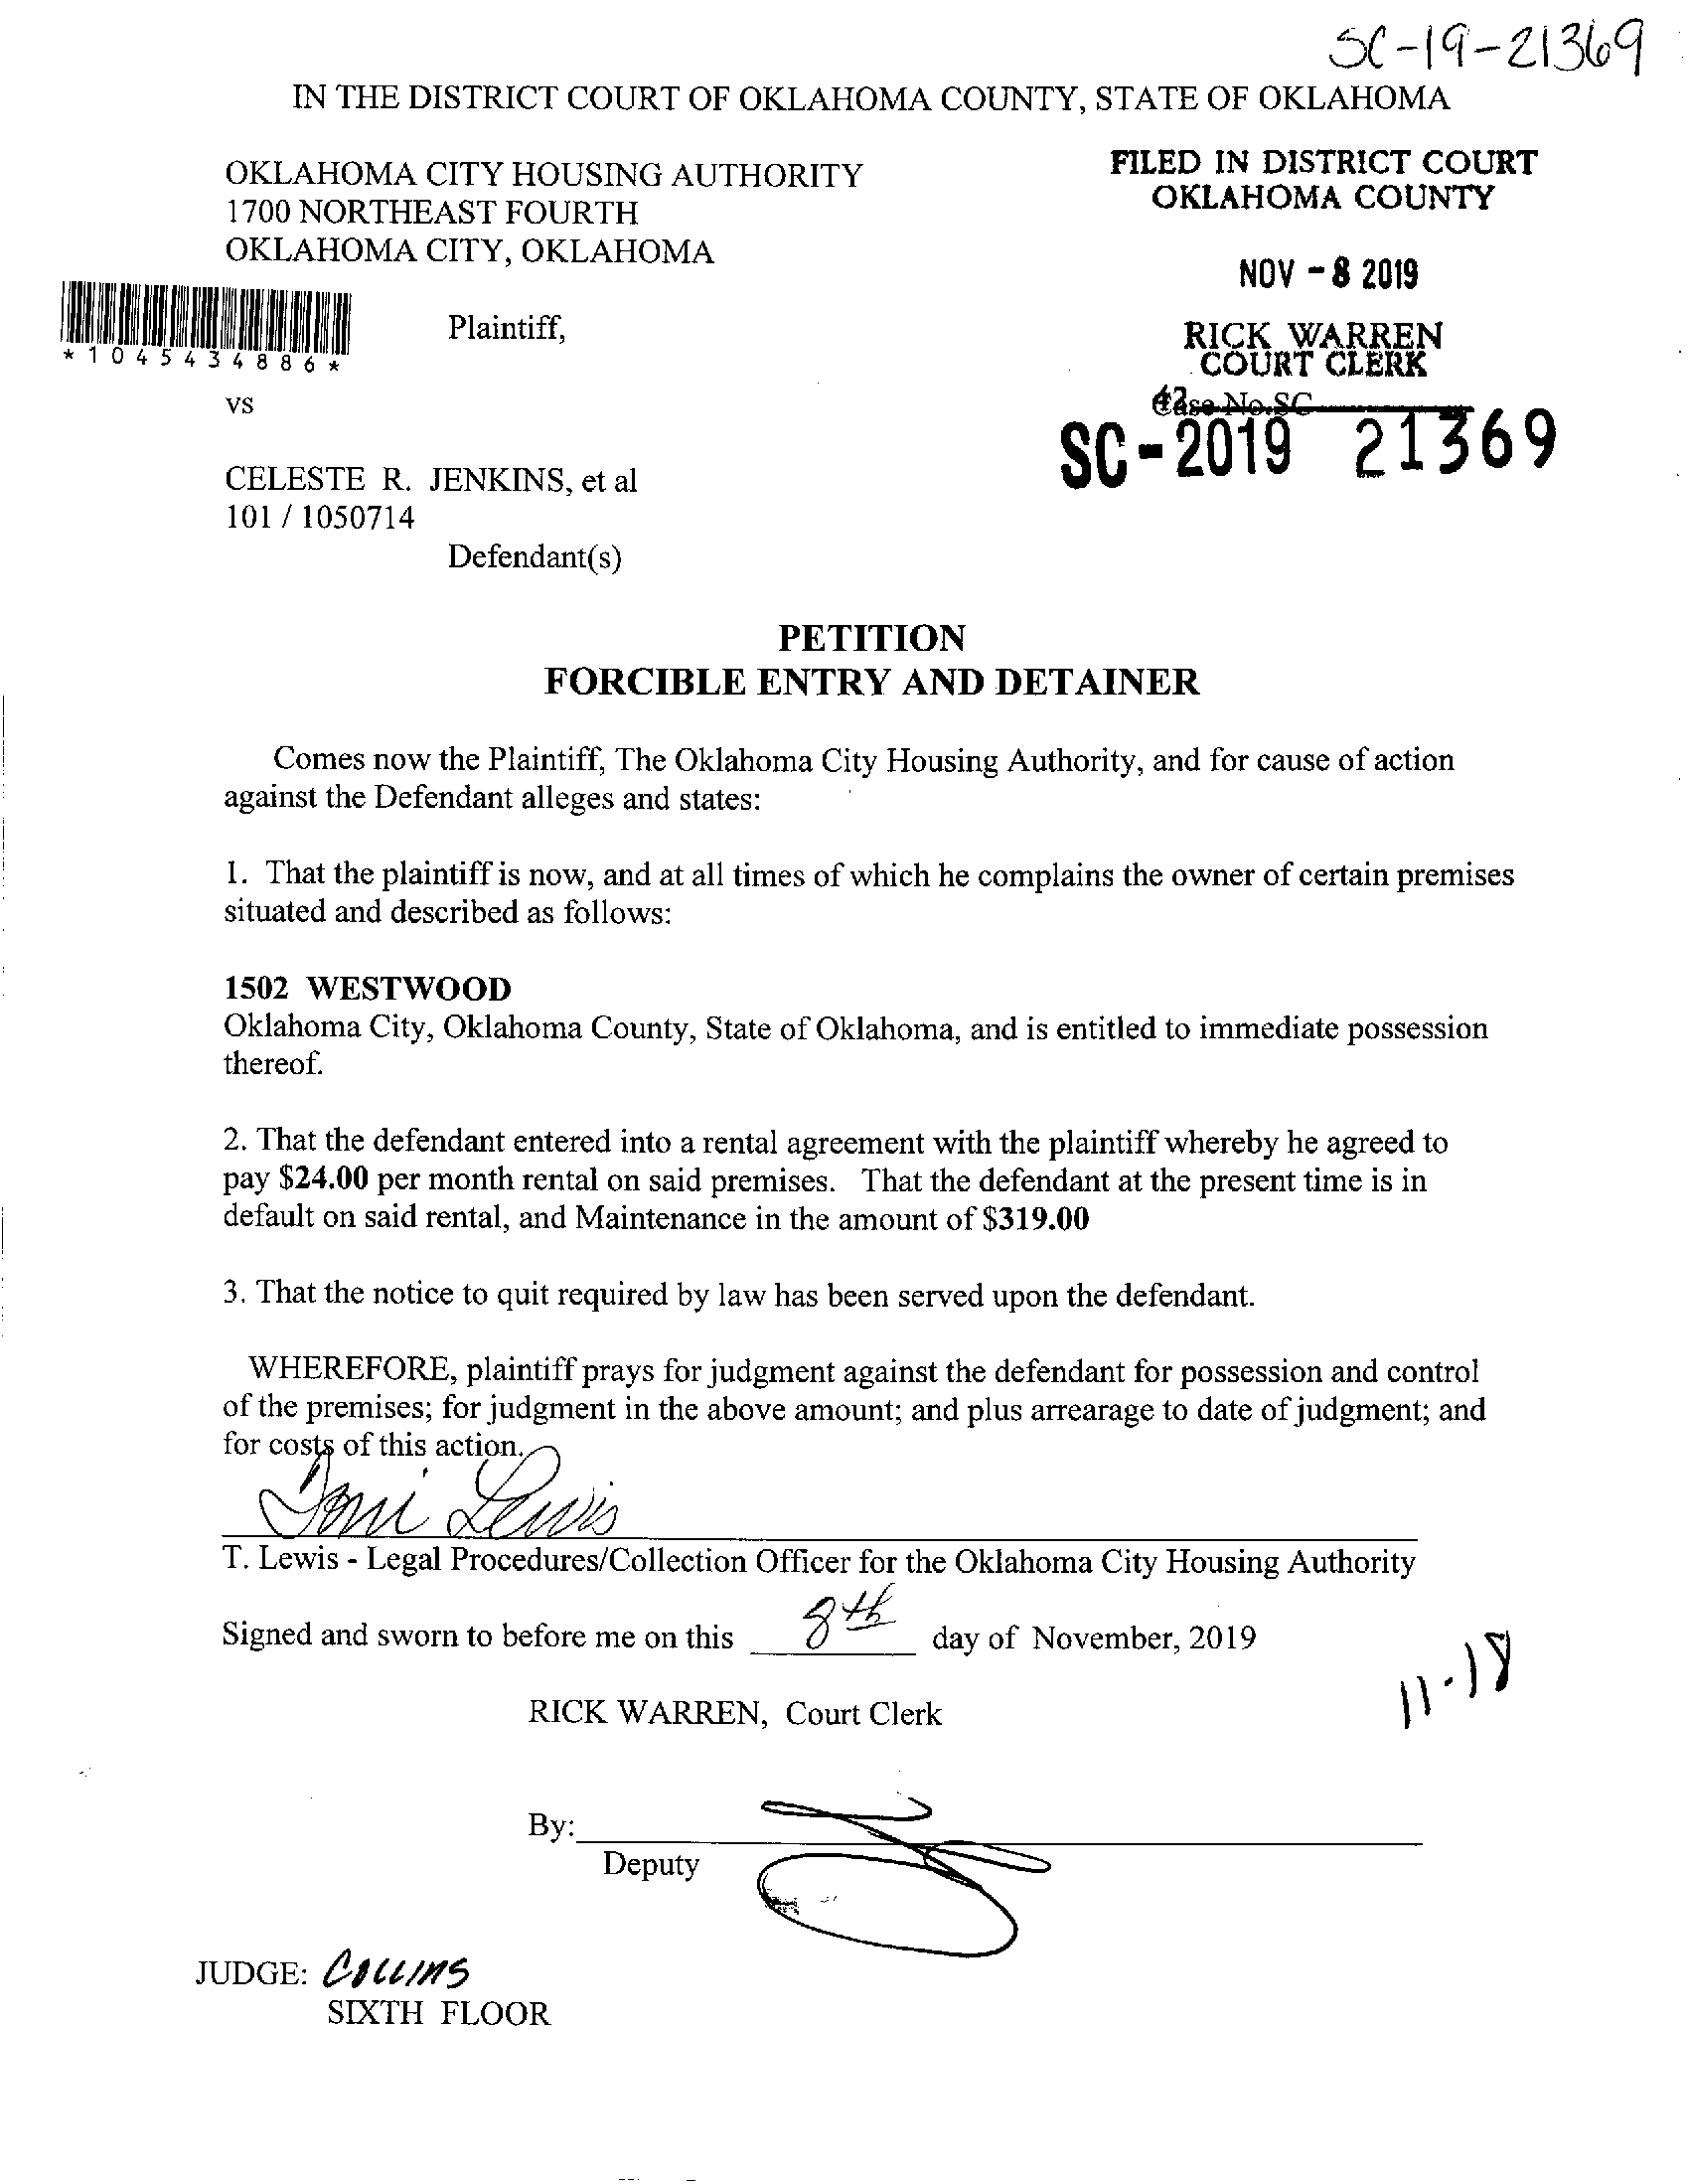 SC-19-21369
IN THE DISTRICT COURT OF OKLAHOMA COUNTY, STATE OF OKLAHOMA
OKLAHOMA CITY HOUSING AUTHORITY
1700 NORTHEAST FOURTH
OKLAHOMA CITY, OKLAHOMA
FILED IN DISTRICT COURT
OKLAHOMA COUNTY
NOV - 8 2019
RICK WARREN
COURT CLERK
42
Case No. SC
SC-2019 21369
*1045434886*
Plaintiff,
vs
CELESTE R. JENKINS, et al
101 / 1050714
Defendant(s)
PETITION
FORCIBLE ENTRY AND DETAINER
Comes now the Plaintiff, The Oklahoma City Housing Authority, and for cause of action
against the Defendant alleges and states:
1. That the plaintiff is now, and at all times of which he complains the owner of certain premises
situated and described as follows:
1502 WESTWOOD
Oklahoma City, Oklahoma County, State of Oklahoma, and is entitled to immediate possession
thereof.
2. That the defendant entered into a rental agreement with the plaintiff whereby he agreed to
pay $24.00 per month rental on said premises. That the defendant at the present time is in
default on said rental, and Maintenance in the amount of $319.00
3. That the notice to quit required by law has been served upon the defendant.
WHEREFORE, plaintiff prays for judgment against the defendant for possession and control
of the premises; for judgment in the above amount; and plus arrearage to date of judgment; and
for costs of this action.
Toni Lewis
T. Lewis - Legal Procedures/Collection Officer for the Oklahoma City Housing Authority
Signed and sworn to before me on this 8th day of November, 2019
11-18
RICK WARREN, Court Clerk
By:
Deputy
JUDGE: COLLINS
SIXTH FLOOR